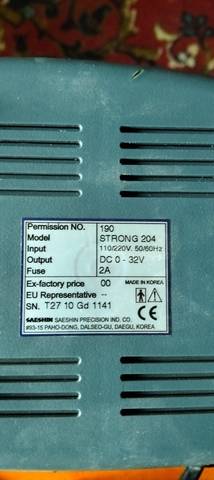 Permission NO. 190
Model STRONG 204
Input 110/220V. 50/60Hz
Output DC 0 - 32V
Fuse 2A
Ex-factory price 00 MADE IN KOREA
EU Representative --
SN. T27 10 Gd 1141 CE
SAESHIN SAESHIN PRECISION IND. CO.
#93-15 PAHO-DONG, DALSEO-GU, DAEGU, KOREA